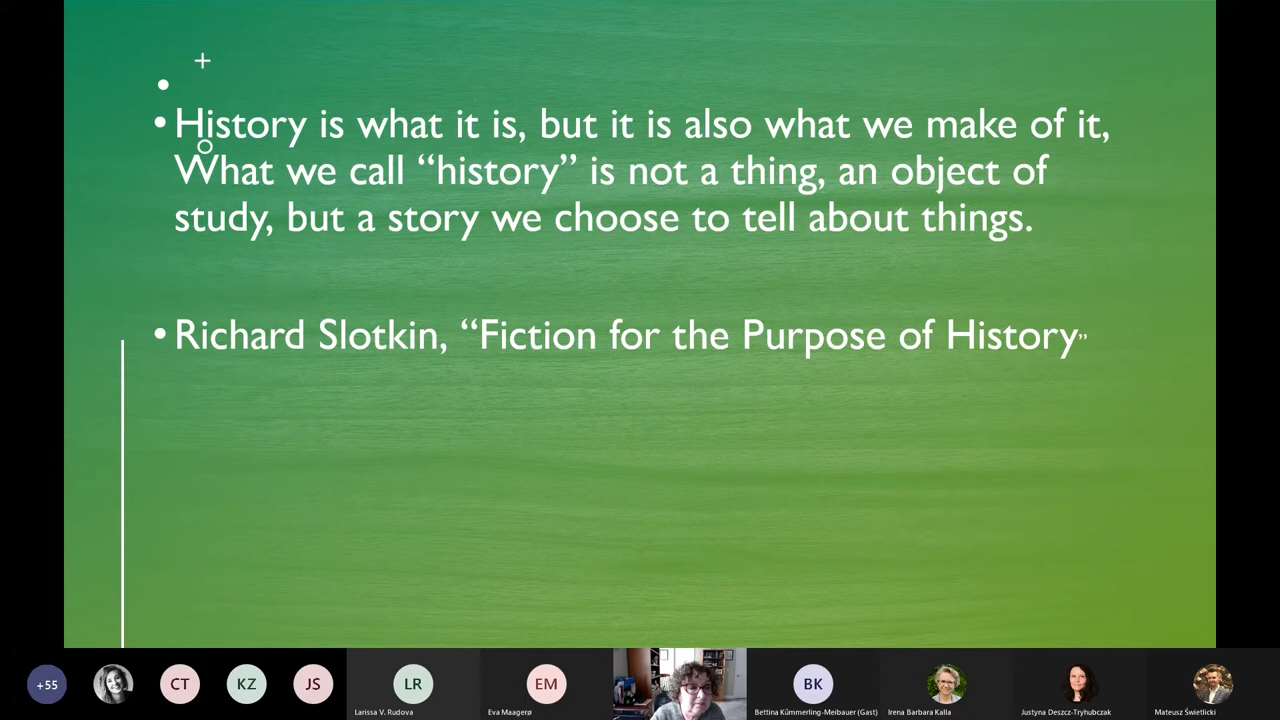 • History is what it is, but it is also what we make of it,
What we call “history” is not a thing, an object of
study, but a story we choose to tell about things.
• Richard Slotkin, “Fiction for the Purpose of History”
+55
CT
KZ
JS
LR
Larissa V. Rudova
EM
Eva Maagerø
BK
Bettina Kümmerling-Meibauer (Gast)
Irena Barbara Kalla
Justyna Deszcz-Tryhubczak
Mateusz Świetlicki